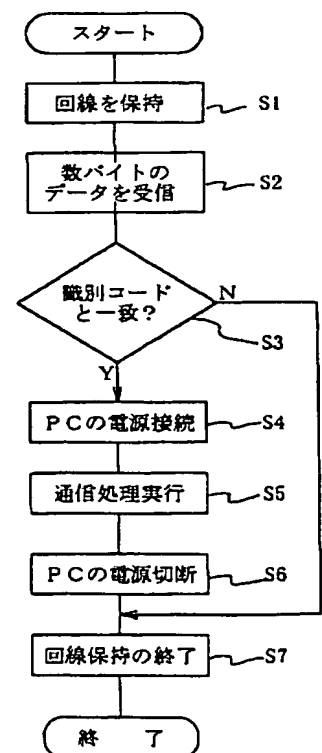 スタート
回線を保持 S1
数バイトの
データを受信 S2
識別コード
と一致? N
S3
Y
PCの電源接続 S4
通信処理実行 S5
PCの電源切断 S6
回線保持の終了 S7
終 了